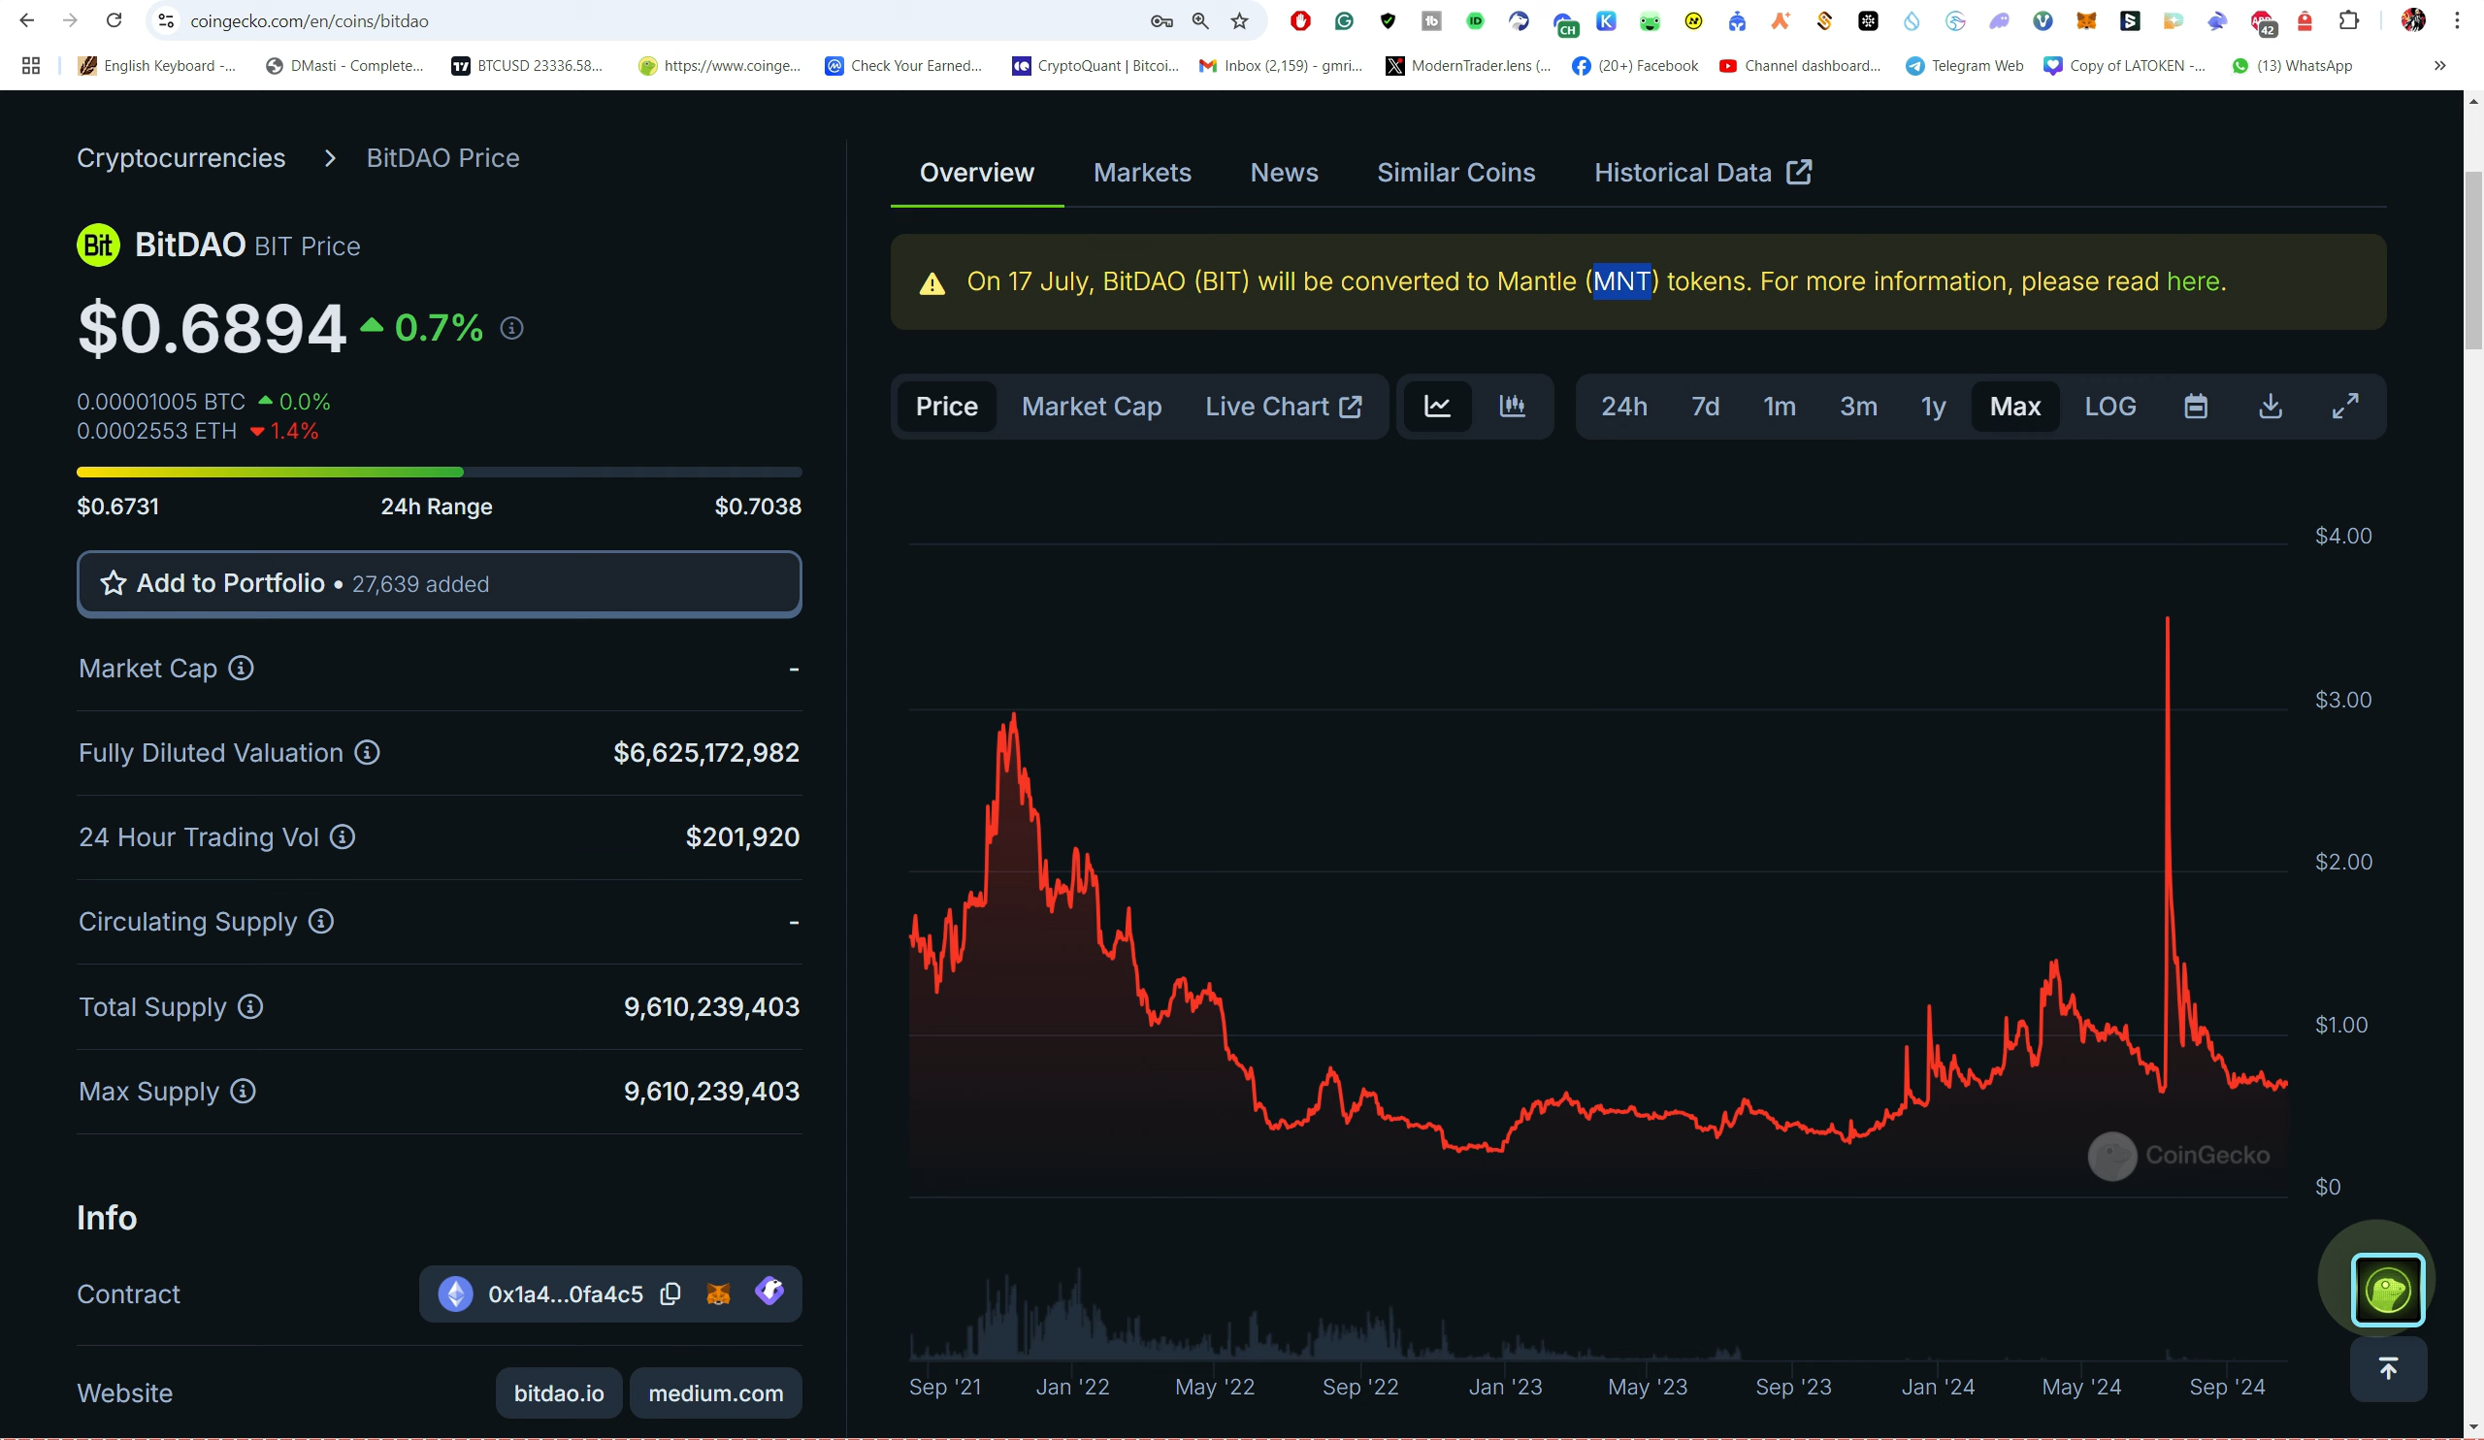 coingecko.com/en/coins/bitdao
CH
42
English Keyboard -...
DMasti - Complete...
BTCUSD 23336.58...
https://www.coinge...
Check Your Earned...
CryptoQuant | Bitcoi...
Inbox (2,159) - gmri...
ModernTrader.lens (...
(20+) Facebook
Channel dashboard...
Telegram Web
Copy of LATOKEN -...
(13) WhatsApp
Cryptocurrencies > BitDAO Price
Bit BitDAO BIT Price
$0.6894 0.7%
0.00001005 BTC 0.0%
0.0002553 ETH 1.4%
$0.6731 24h Range $0.7038
Add to Portfolio • 27,639 added
Market Cap -
Fully Diluted Valuation $6,625,172,982
24 Hour Trading Vol $201,920
Circulating Supply -
Total Supply 9,610,239,403
Max Supply 9,610,239,403
Info
Contract 0x1a4...0fa4c5
Website bitdao.io medium.com
Overview Markets News Similar Coins Historical Data
On 17 July, BitDAO (BIT) will be converted to Mantle (MNT) tokens. For more information, please read here.
Price Market Cap Live Chart 24h 7d 1m 3m 1y Max LOG
$4.00
$3.00
$2.00
$1.00
CoinGecko
$0
Sep '21 Jan '22 May '22 Sep '22 Jan '23 May '23 Sep '23 Jan '24 May '24 Sep '24